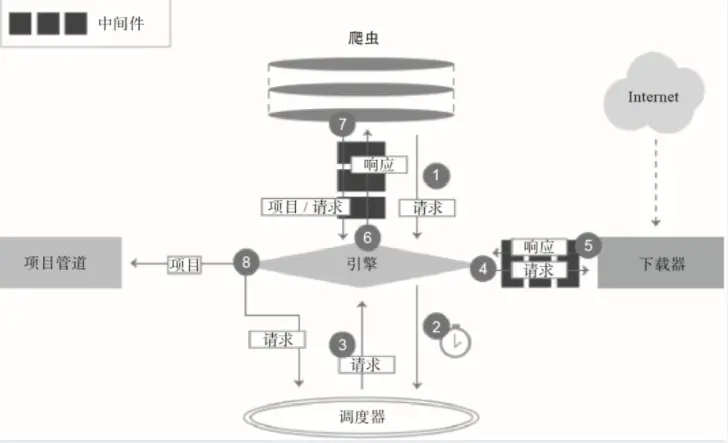 中间件
爬虫
Internet
7
响应
1
项目 / 请求
请求
6
响应
5
项目管道
项目
8
引擎
4
请求
下载器
2
请求
3
请求
调度器